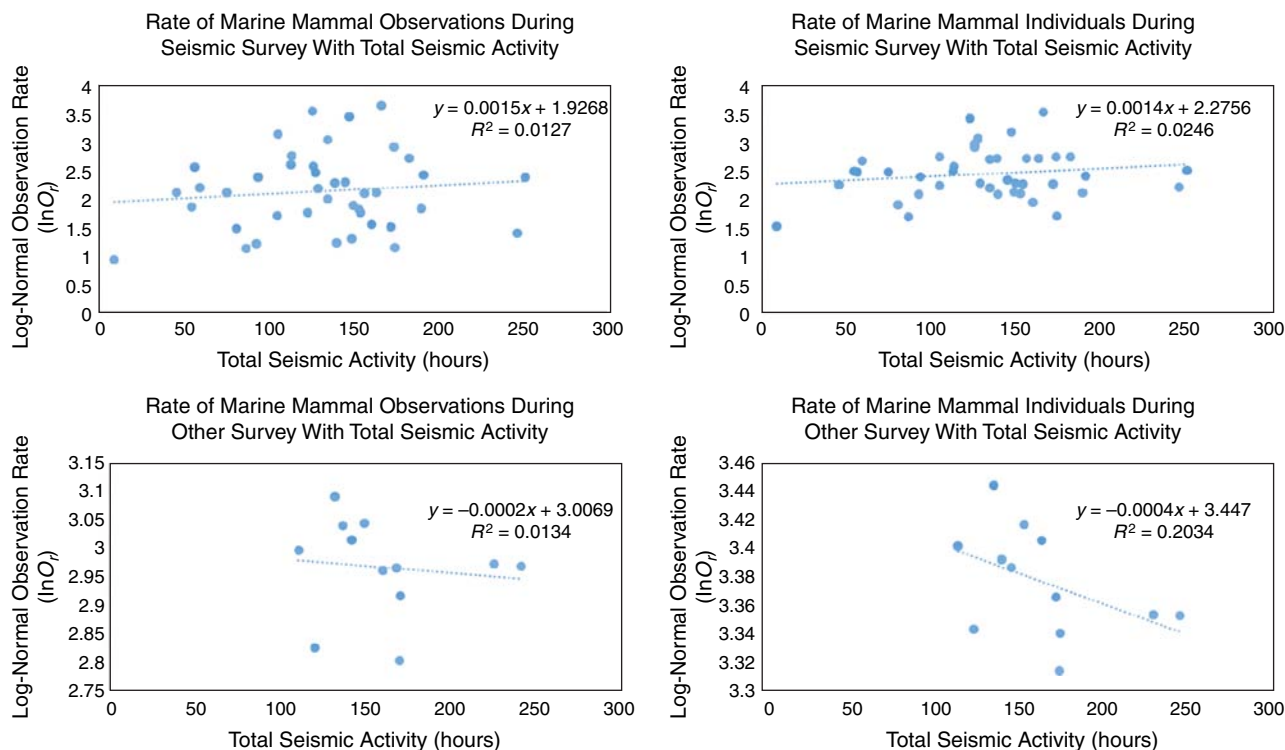 Rate of Marine Mammal Observations During
Seismic Survey With Total Seismic Activity
Log-Normal Observation Rate
(lnOr)
4
3.5
3
2.5
2
1.5
1
0.5
0
y = 0.0015x + 1.9268
R² = 0.0127
0 50 100 150 200 250 300
Total Seismic Activity (hours)
Rate of Marine Mammal Individuals During
Seismic Survey With Total Seismic Activity
Log-Normal Observation Rate
(lnOr)
4
3.5
3
2.5
2
1.5
1
0.5
0
y = 0.0014x + 2.2756
R² = 0.0246
0 50 100 150 200 250 300
Total Seismic Activity (hours)
Rate of Marine Mammal Observations During
Other Survey With Total Seismic Activity
Log-Normal Observation Rate
(lnOr)
3.15
3.1
3.05
3
2.95
2.9
2.85
2.8
2.75
y = –0.0002x + 3.0069
R² = 0.0134
0 50 100 150 200 250 300
Total Seismic Activity (hours)
Rate of Marine Mammal Individuals During
Other Survey With Total Seismic Activity
Log-Normal Observation Rate
(lnOr)
3.46
3.44
3.42
3.4
3.38
3.36
3.34
3.32
3.3
y = –0.0004x + 3.447
R² = 0.2034
0 50 100 150 200 250 300
Total Seismic Activity (hours)